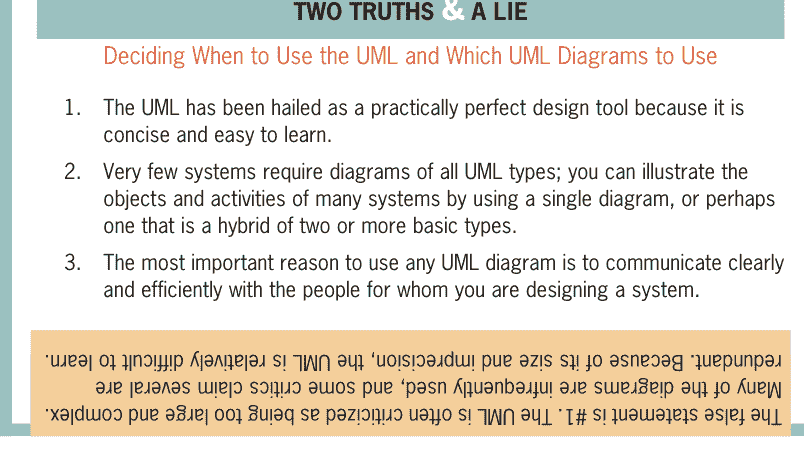 TWO TRUTHS & A LIE
Deciding When to Use the UML and Which UML Diagrams to Use
1. The UML has been hailed as a practically perfect design tool because it is
concise and easy to learn.
2. Very few systems require diagrams of all UML types; you can illustrate the
objects and activities of many systems by using a single diagram, or perhaps
one that is a hybrid of two or more basic types.
3. The most important reason to use any UML diagram is to communicate clearly
and efficiently with the people for whom you are designing a system.
The false statement is #1. The UML is often criticized as being too large and complex.
Many of the diagrams are infrequently used, and some critics claim several are
redundant. Because of its size and imprecision, the UML is relatively difficult to learn.